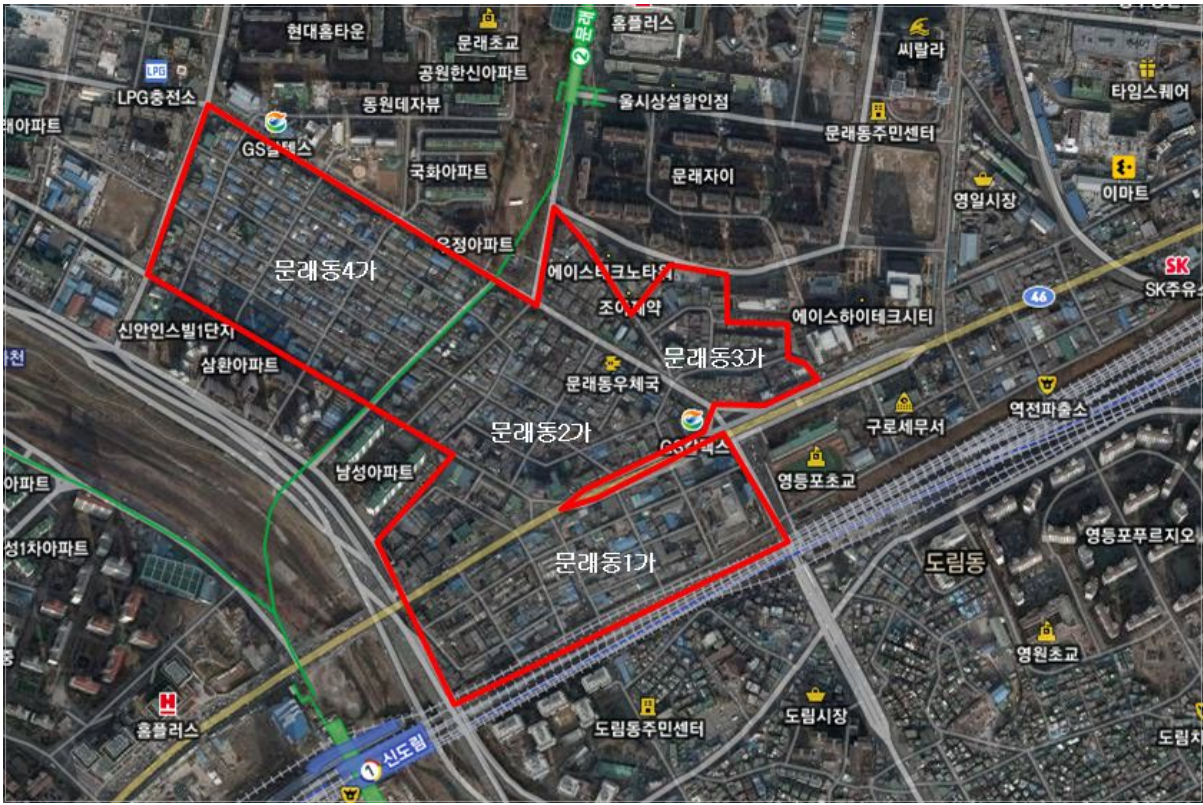 현대홈타운
문래초교
홈플러스
씨랄라
공원한신아파트
2 문래
LPG
LPG충전소
동원데자뷰
올시상설할인점
타임스퀘어
문래동주민센터
래아파트
GS칼텍스
국화아파트
문래자이
영일시장
이마트
우정아파트
에이스테크노타워
SK
SK주유소
문래동4가
46
조아제약
에이스하이테크시티
신안인스빌1단지
삼환아파트
문래동3가
문래동우체국
역전파출소
구로세무서
문래동2가
GS칼텍스
남성아파트
영등포초교
아파트
성1차아파트
문래동1가
도림동
영등포푸르지오
영원초교
H
홈플러스
도림동주민센터
도림시장
도림치
1 신도림